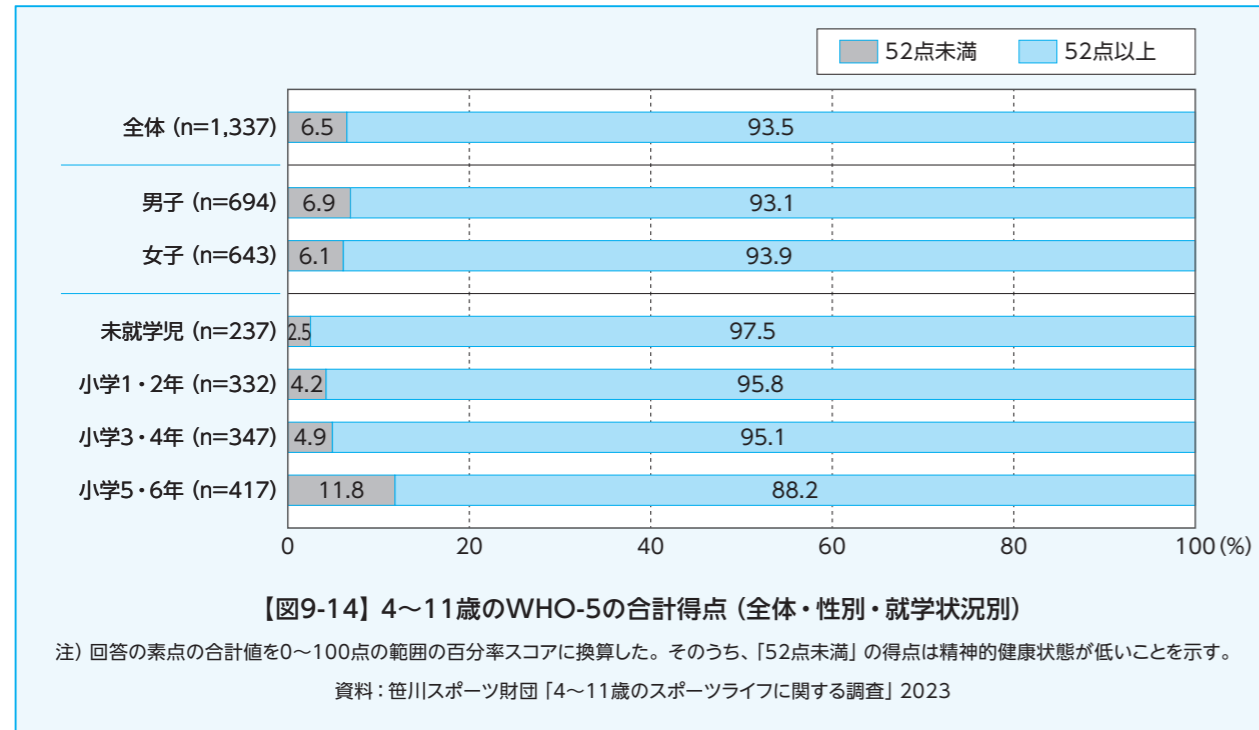 52点未満 52点以上
全体 (n=1,337) 6.5 93.5
男子 (n=694) 6.9 93.1
女子 (n=643) 6.1 93.9
未就学児 (n=237) 2.5 97.5
小学1・2年 (n=332) 4.2 95.8
小学3・4年 (n=347) 4.9 95.1
小学5・6年 (n=417) 11.8 88.2
0 20 40 60 80 100(%)
【図9-14】 4〜11歳のWHO-5の合計得点（全体・性別・就学状況別）
注）回答の素点の合計値を0〜100点の範囲の百分率スコアに換算した。そのうち、「52点未満」の得点は精神的健康状態が低いことを示す。
資料：笹川スポーツ財団「4〜11歳のスポーツライフに関する調査」2023